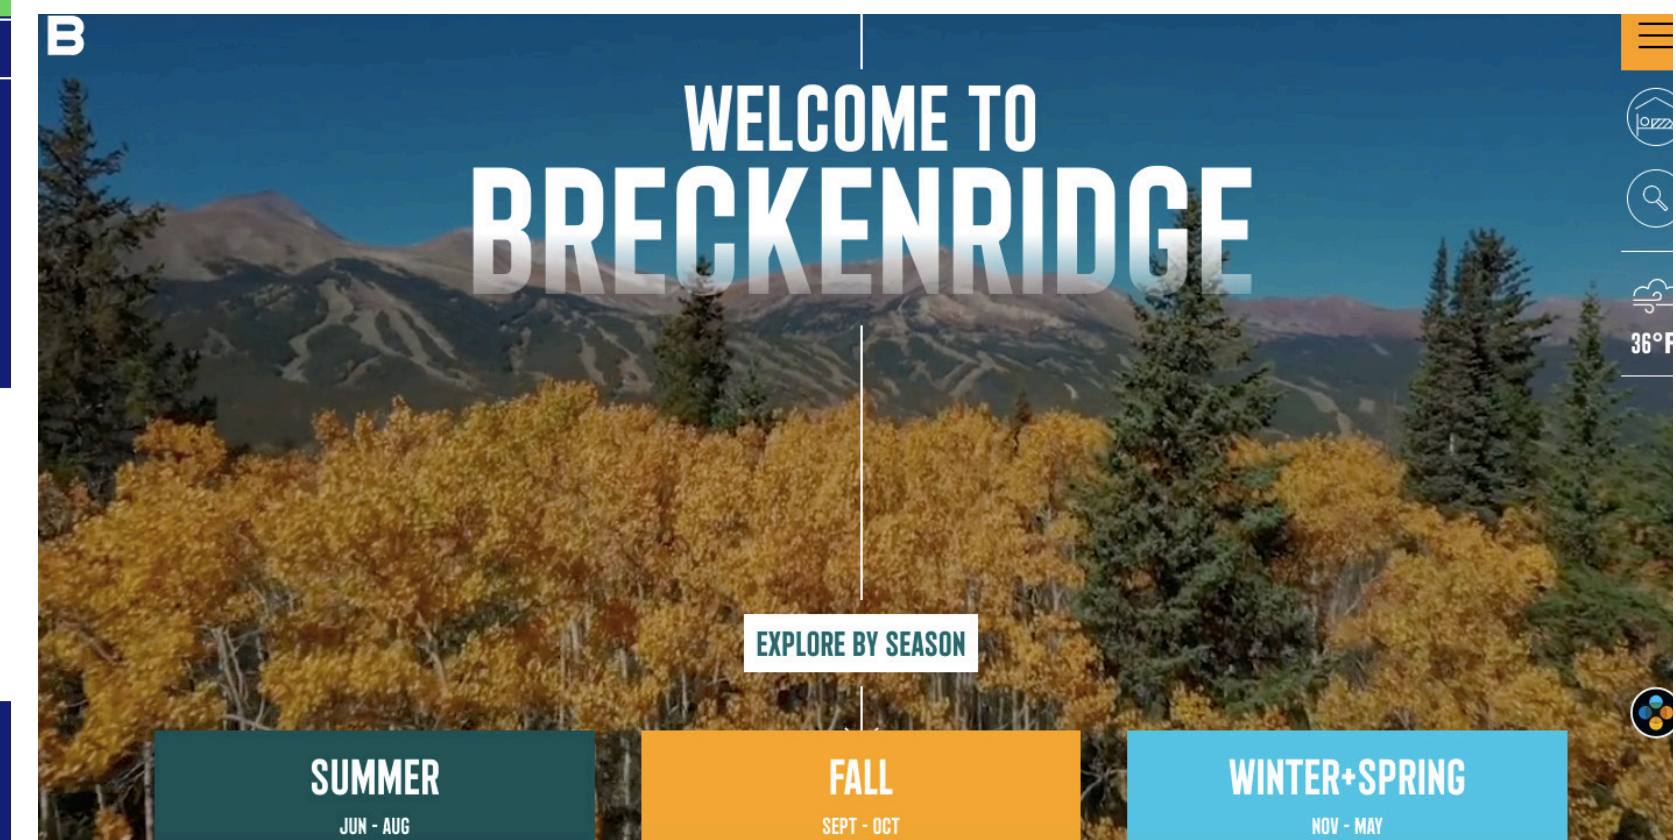 B
WELCOME TO
BRECKENRIDGE
36°F
EXPLORE BY SEASON
SUMMER
JUN - AUG
FALL
SEPT - OCT
WINTER+SPRING
NOV - MAY